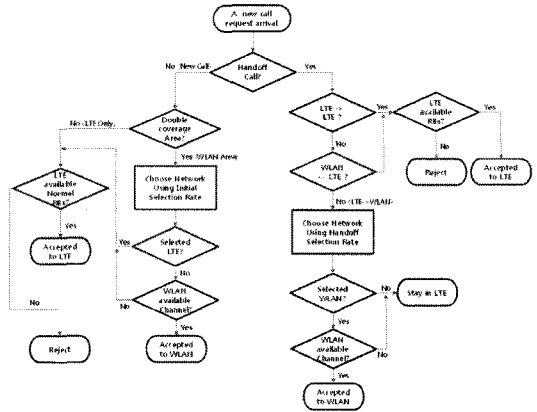 A new call
request arrival
Handoff
Call?
No (New Call)
Yes
Double
coverage
Area?
LTE ->
LTE ?
Yes
LTE
available
RBs?
Yes
No (LTE Only)
No
No
Yes (WLAN Area)
WLAN
-> LTE ?
Reject
Accepted
to LTE
LTE
available
Normal
RBs?
Choose Network
Using Initial
Selection Rate
No (LTE->WLAN)
Yes
Choose Network
Using Handoff
Selection Rate
Accepted
to LTE
Yes
Selected
LTE?
No
Selected
WLAN?
No
Stay in LTE
No
No
WLAN
available
Channel?
Yes
Yes
WLAN
available
Channel?
No
Reject
Accepted
to WLAN
Yes
Accepted
to WLAN